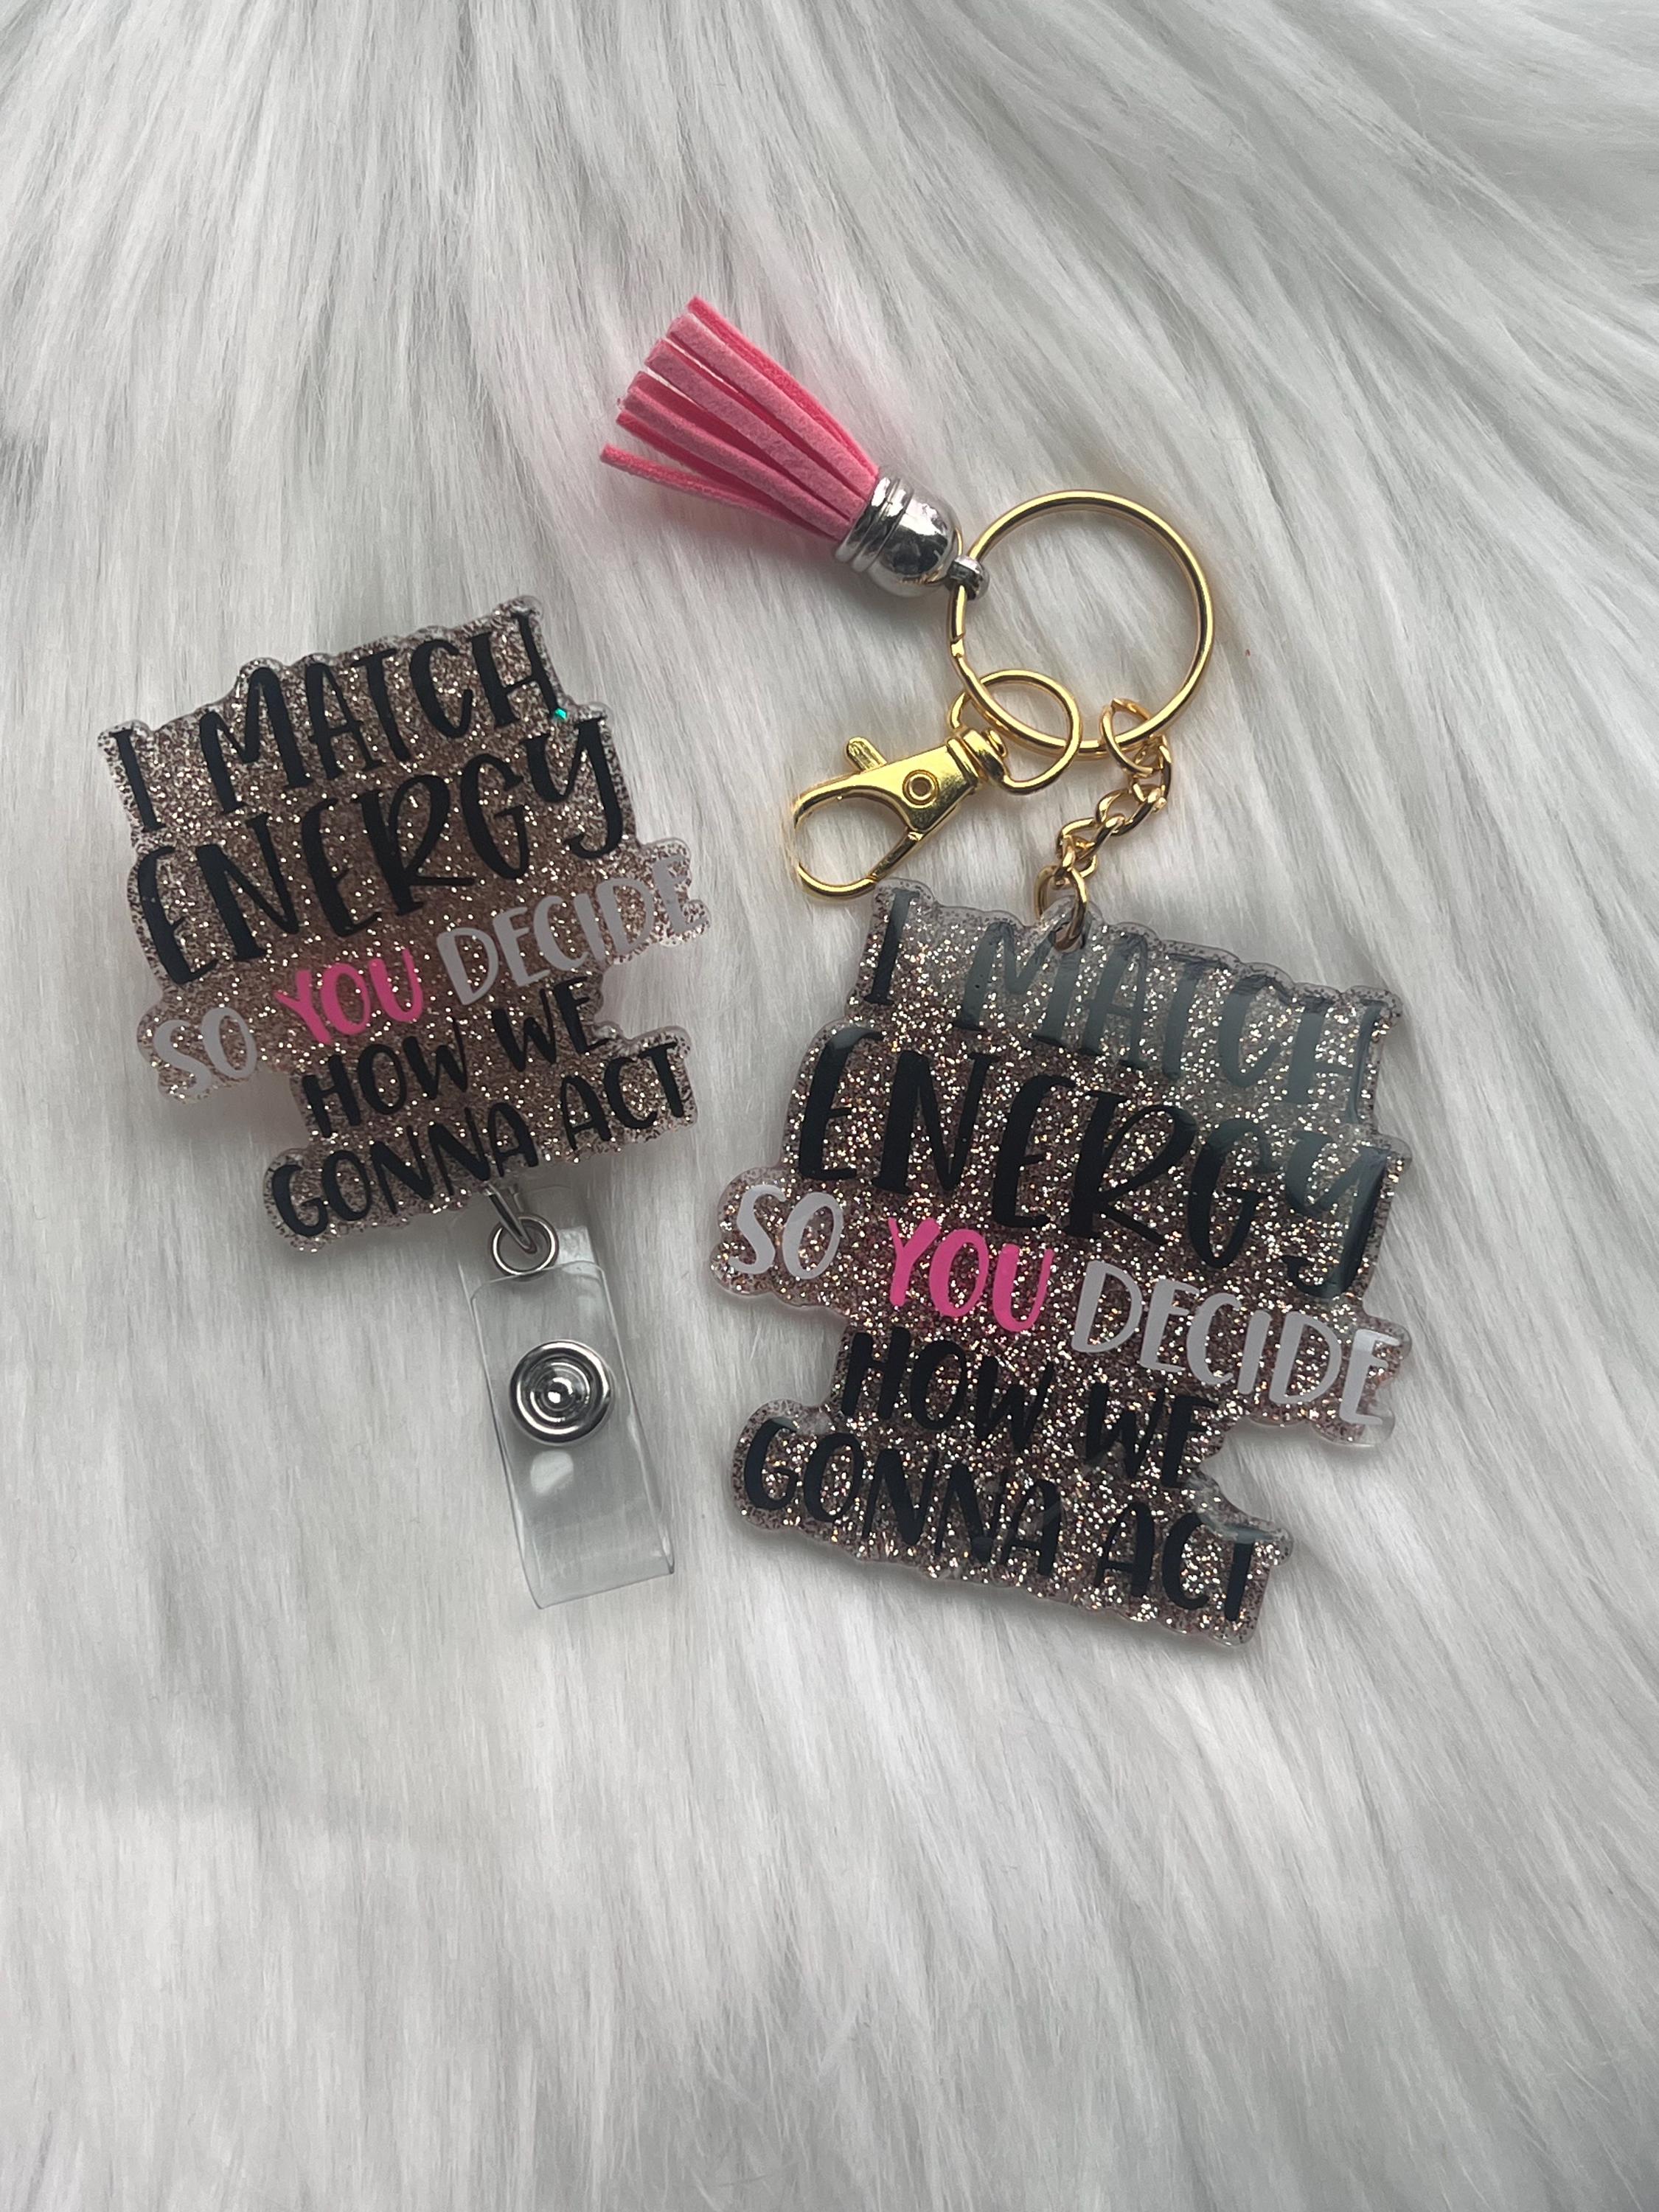 I MATCH
ENERGY
SO YOU DECIDE
HOW WE
GONNA ACT
I MATCH
ENERGY
SO YOU DECIDE
HOW WE
GONNA ACT